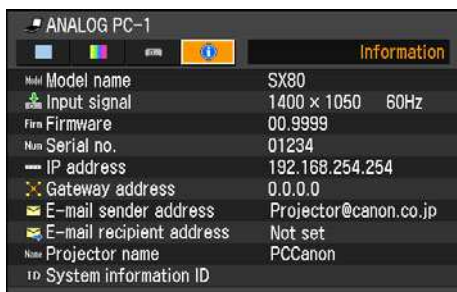 ANALOG PC-1
Information
Model Model name SX80
Input signal 1400 × 1050 60Hz
Firm Firmware 00.9999
Num Serial no. 01234
IP address 192.168.254.254
Gateway address 0.0.0.0
E-mail sender address Projector@canon.co.jp
E-mail recipient address Not set
Name Projector name PCCanon
ID System information ID